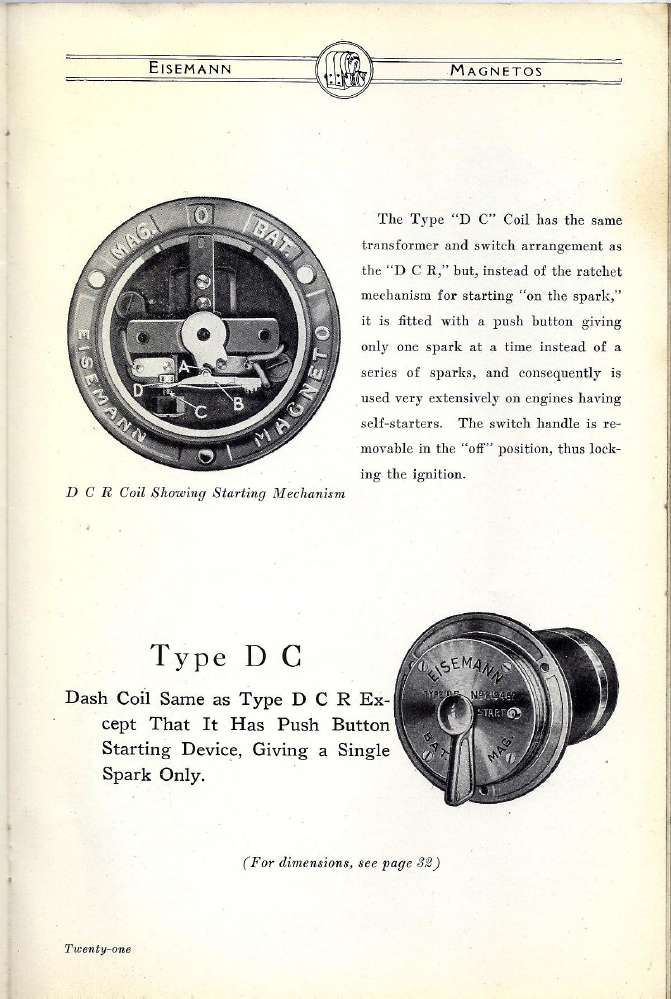 EISEMANN
MAGNETOS
MAG.
O
BAT.
EISEMANN
MAGNETO
A
D
B
C
D C R Coil Showing Starting Mechanism
The Type “D C” Coil has the same
transformer and switch arrangement as
the “D C R,” but, instead of the ratchet
mechanism for starting “on the spark,”
it is fitted with a push button giving
only one spark at a time instead of a
series of sparks, and consequently is
used very extensively on engines having
self-starters. The switch handle is re-
movable in the “off” position, thus lock-
ing the ignition.
Type D C
Dash Coil Same as Type D C R Ex-
cept That It Has Push Button
Starting Device, Giving a Single
Spark Only.
EISEMANN
START
BAT.
MAG.
(For dimensions, see page 32)
Twenty-one